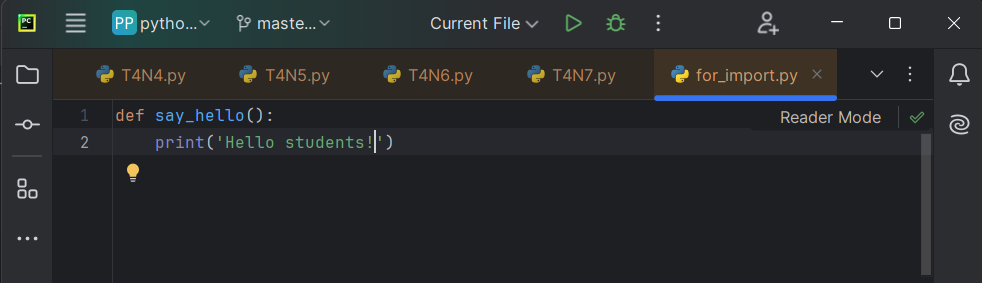 PC PP pytho... maste... Current File
T4N4.py T4N5.py T4N6.py T4N7.py for_import.py
1 def say_hello():
Reader Mode
2 print('Hello students!')